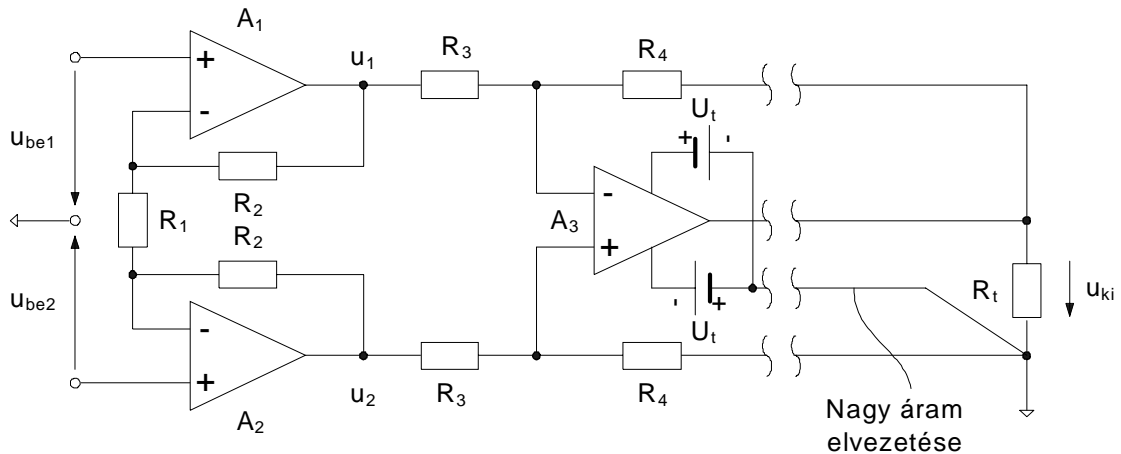 A1
u1
R3
R4
+
-
ube1
R2
R1
R2
ube2
-
+
A2
u2
R3
R4
Ut
+ -
-
A3
+
- +
Ut
Rt
uki
Nagy áram
elvezetése